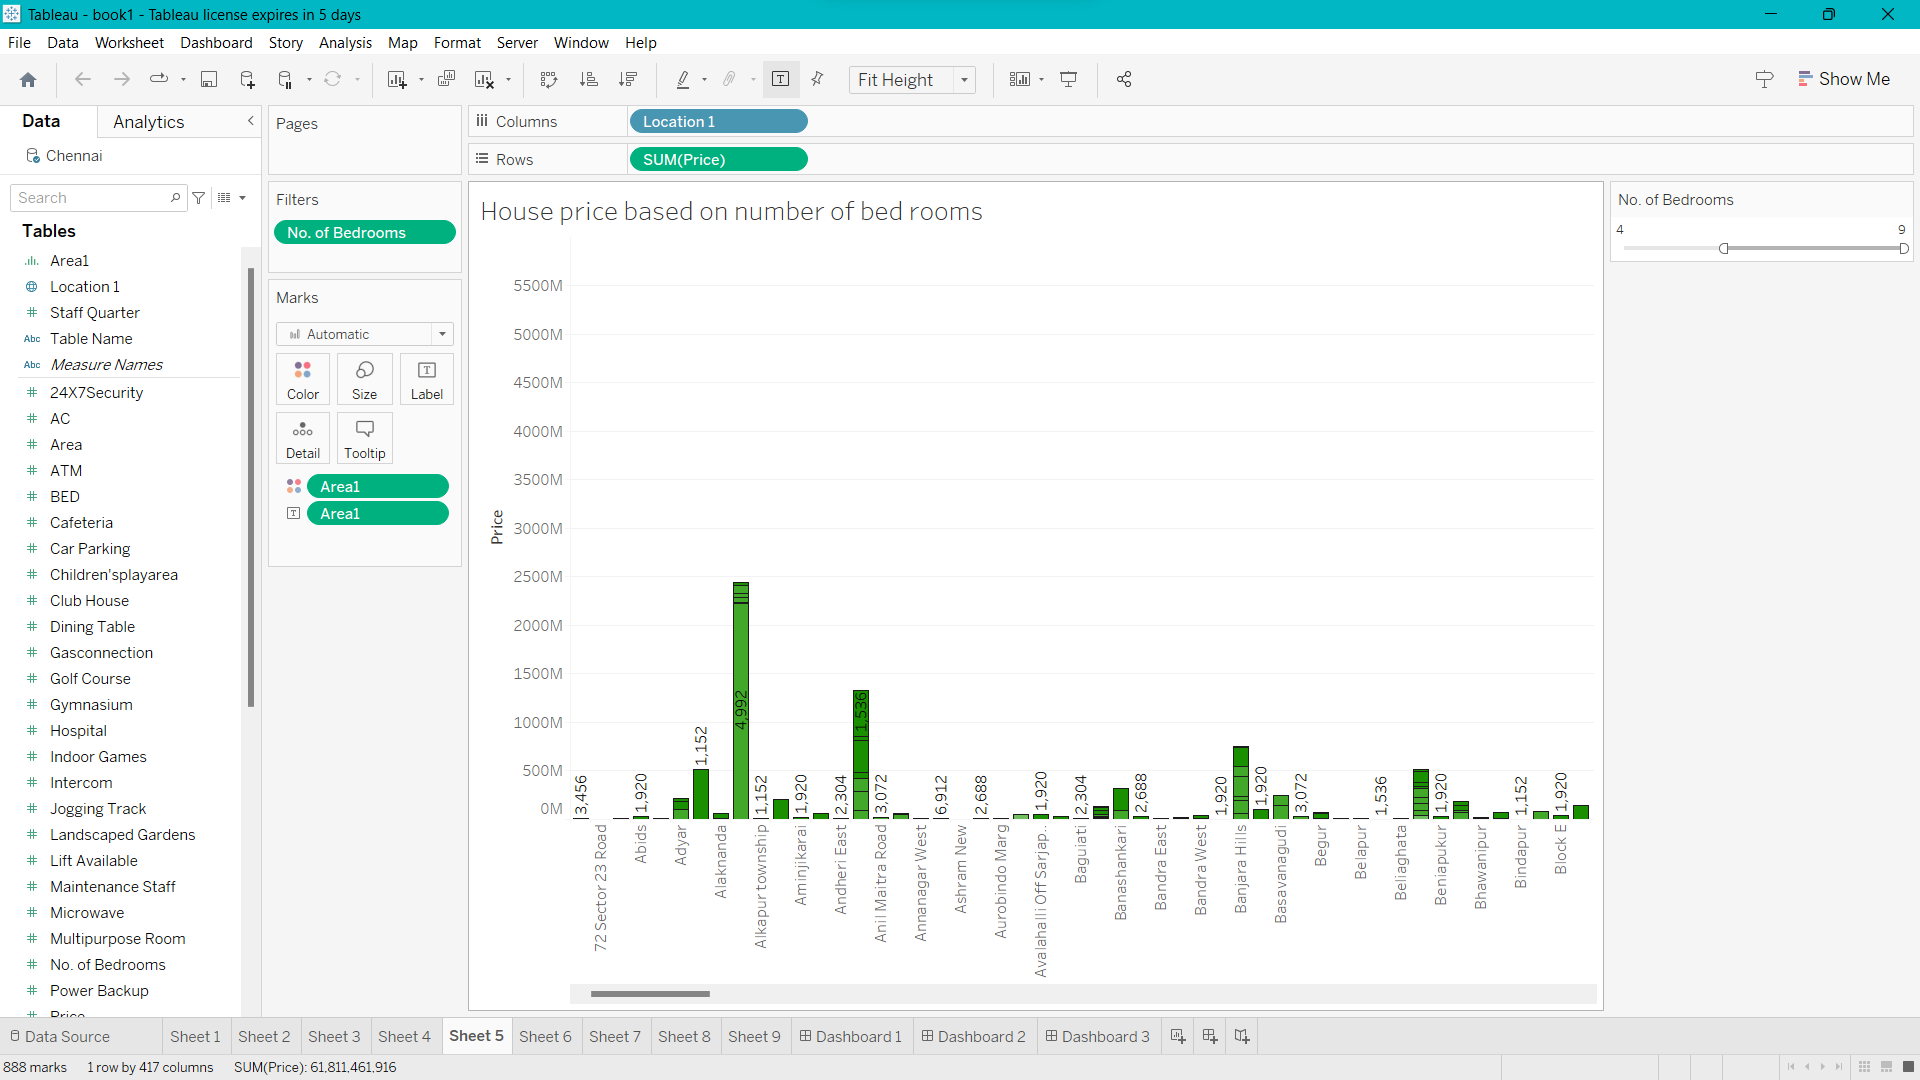 Tableau - book1 - Tableau license expires in 5 days
File Data Worksheet Dashboard Story Analysis Map Format Server Window Help
Fit Height
Show Me
Data
Analytics
Chennai
Search
Tables
Area1
Location 1
Staff Quarter
Abc Table Name
Abc Measure Names
24X7Security
AC
Area
ATM
BED
Cafeteria
Car Parking
Children'splayarea
Club House
Dining Table
Gasconnection
Golf Course
Gymnasium
Hospital
Indoor Games
Intercom
Jogging Track
Landscaped Gardens
Lift Available
Maintenance Staff
Microwave
Multipurpose Room
No. of Bedrooms
Power Backup
Price
Pages
Filters
No. of Bedrooms
Marks
Automatic
Color
Size
Label
Detail
Tooltip
Area1
Area1
Columns
Location 1
Rows
SUM(Price)
House price based on number of bed rooms
Price
5500M
5000M
4500M
4000M
3500M
3000M
2500M
2000M
1500M
1000M
500M
0M
3,456
1,920
1,152
4,992
1,152
1,920
2,304
1,536
3,072
6,912
2,688
1,920
2,304
2,688
1,920
1,920
3,072
1,536
1,920
1,152
1,920
72 Sector 23 Road
Abids
Adyar
Alaknanda
Alkapur township
Aminjikarai
Andheri East
Anil Maitra Road
Annanagar West
Ashram New
Aurobindo Marg
Avalahalli Off Sarjap..
Baguiati
Banashankari
Bandra East
Bandra West
Banjara Hills
Basavanagudi
Begur
Belapur
Beliaghata
Beniapukur
Bhawanipur
Bindapur
Block E
No. of Bedrooms
4 9
Data Source
Sheet 1
Sheet 2
Sheet 3
Sheet 4
Sheet 5
Sheet 6
Sheet 7
Sheet 8
Sheet 9
Dashboard 1
Dashboard 2
Dashboard 3
888 marks 1 row by 417 columns SUM(Price): 61,811,461,916